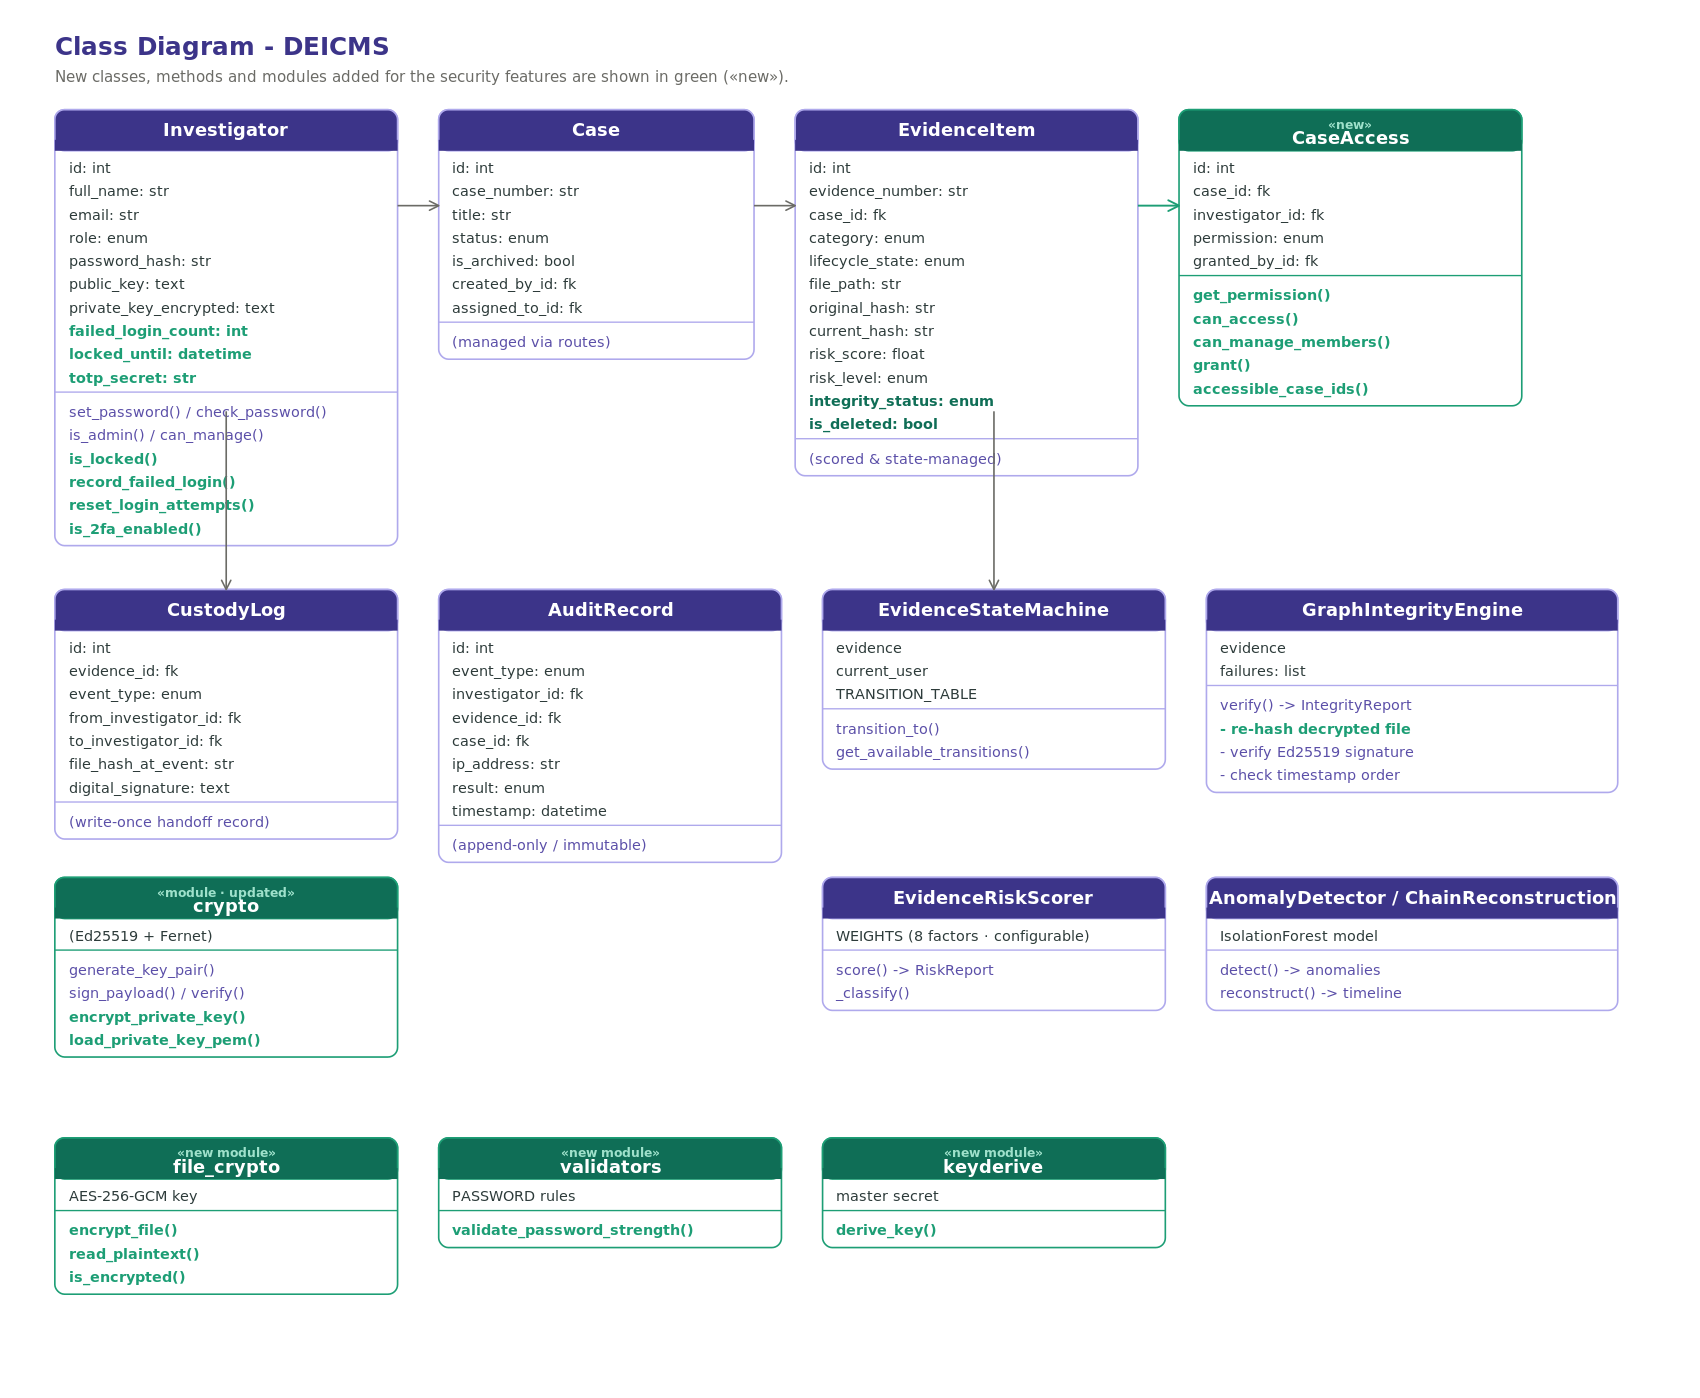 Class Diagram - DEICMS
New classes, methods and modules added for the security features are shown in green («new»).
Investigator
id: int
full_name: str
email: str
role: enum
password_hash: str
public_key: text
private_key_encrypted: text
failed_login_count: int
locked_until: datetime
totp_secret: str
set_password() / check_password()
is_admin() / can_manage()
is_locked()
record_failed_login()
reset_login_attempts()
is_2fa_enabled()
Case
id: int
case_number: str
title: str
status: enum
is_archived: bool
created_by_id: fk
assigned_to_id: fk
(managed via routes)
EvidenceItem
id: int
evidence_number: str
case_id: fk
category: enum
lifecycle_state: enum
file_path: str
original_hash: str
current_hash: str
risk_score: float
risk_level: enum
integrity_status: enum
is_deleted: bool
(scored & state-managed)
«new»
CaseAccess
id: int
case_id: fk
investigator_id: fk
permission: enum
granted_by_id: fk
get_permission()
can_access()
can_manage_members()
grant()
accessible_case_ids()
CustodyLog
id: int
evidence_id: fk
event_type: enum
from_investigator_id: fk
to_investigator_id: fk
file_hash_at_event: str
digital_signature: text
(write-once handoff record)
AuditRecord
id: int
event_type: enum
investigator_id: fk
evidence_id: fk
case_id: fk
ip_address: str
result: enum
timestamp: datetime
(append-only / immutable)
EvidenceStateMachine
evidence
current_user
TRANSITION_TABLE
transition_to()
get_available_transitions()
GraphIntegrityEngine
evidence
failures: list
verify() -> IntegrityReport
- re-hash decrypted file
- verify Ed25519 signature
- check timestamp order
«module · updated»
crypto
(Ed25519 + Fernet)
generate_key_pair()
sign_payload() / verify()
encrypt_private_key()
load_private_key_pem()
EvidenceRiskScorer
WEIGHTS (8 factors · configurable)
score() -> RiskReport
_classify()
AnomalyDetector / ChainReconstruction
IsolationForest model
detect() -> anomalies
reconstruct() -> timeline
«new module»
file_crypto
AES-256-GCM key
encrypt_file()
read_plaintext()
is_encrypted()
«new module»
validators
PASSWORD rules
validate_password_strength()
«new module»
keyderive
master secret
derive_key()